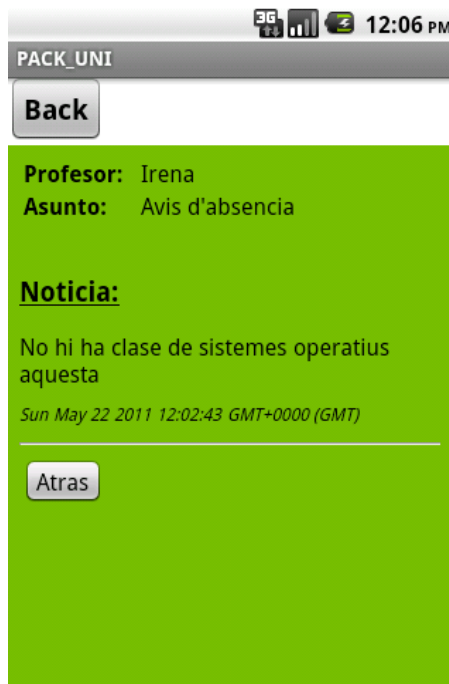 3G 12:06 PM
PACK_UNI
Back
Profesor: Irena
Asunto: Avis d'absencia
Noticia:
No hi ha clase de sistemes operatius
aquesta
Sun May 22 2011 12:02:43 GMT+0000 (GMT)
Atras